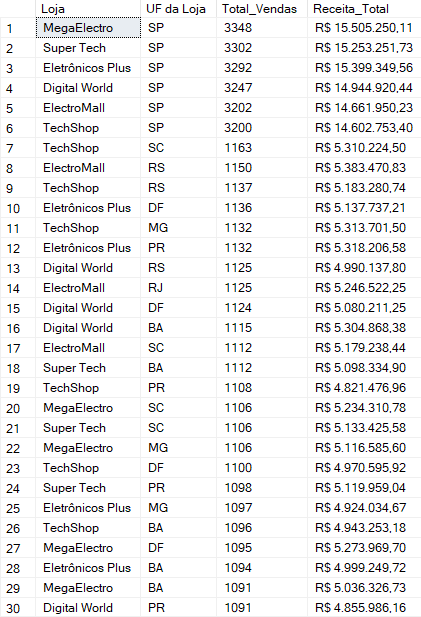 Loja UF da Loja Total_Vendas Receita_Total
1 MegaElectro SP 3348 R$ 15.505.250,11
2 Super Tech SP 3302 R$ 15.253.251,73
3 Eletrônicos Plus SP 3292 R$ 15.399.349,56
4 Digital World SP 3247 R$ 14.944.920,44
5 ElectroMall SP 3202 R$ 14.661.950,23
6 TechShop SP 3200 R$ 14.602.753,40
7 TechShop SC 1163 R$ 5.310.224,50
8 ElectroMall RS 1150 R$ 5.383.470,83
9 TechShop RS 1137 R$ 5.183.280,74
10 Eletrônicos Plus DF 1136 R$ 5.137.737,21
11 TechShop MG 1132 R$ 5.313.701,50
12 Eletrônicos Plus PR 1132 R$ 5.318.206,58
13 Digital World RS 1125 R$ 4.990.137,80
14 ElectroMall RJ 1125 R$ 5.246.522,25
15 Digital World DF 1124 R$ 5.080.211,25
16 Digital World BA 1115 R$ 5.304.868,38
17 ElectroMall SC 1112 R$ 5.179.238,44
18 Super Tech BA 1112 R$ 5.098.334,90
19 TechShop PR 1108 R$ 4.821.476,96
20 MegaElectro SC 1106 R$ 5.234.310,78
21 Super Tech SC 1106 R$ 5.133.425,58
22 MegaElectro MG 1106 R$ 5.116.585,60
23 TechShop DF 1100 R$ 4.970.595,92
24 Super Tech PR 1098 R$ 5.119.959,04
25 Eletrônicos Plus MG 1097 R$ 4.924.034,67
26 TechShop BA 1096 R$ 4.943.253,18
27 MegaElectro DF 1095 R$ 5.273.969,70
28 Eletrônicos Plus BA 1094 R$ 4.999.249,72
29 MegaElectro BA 1091 R$ 5.036.326,73
30 Digital World PR 1091 R$ 4.855.986,16